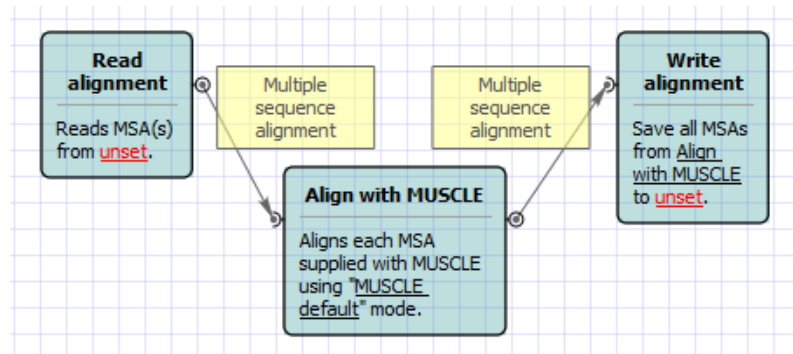 Read
alignment
Reads MSA(s)
from unset.
Multiple
sequence
alignment
Align with MUSCLE
Aligns each MSA
supplied with MUSCLE
using "MUSCLE
default" mode.
Multiple
sequence
alignment
Write
alignment
Save all MSAs
from Align
with MUSCLE
to unset.